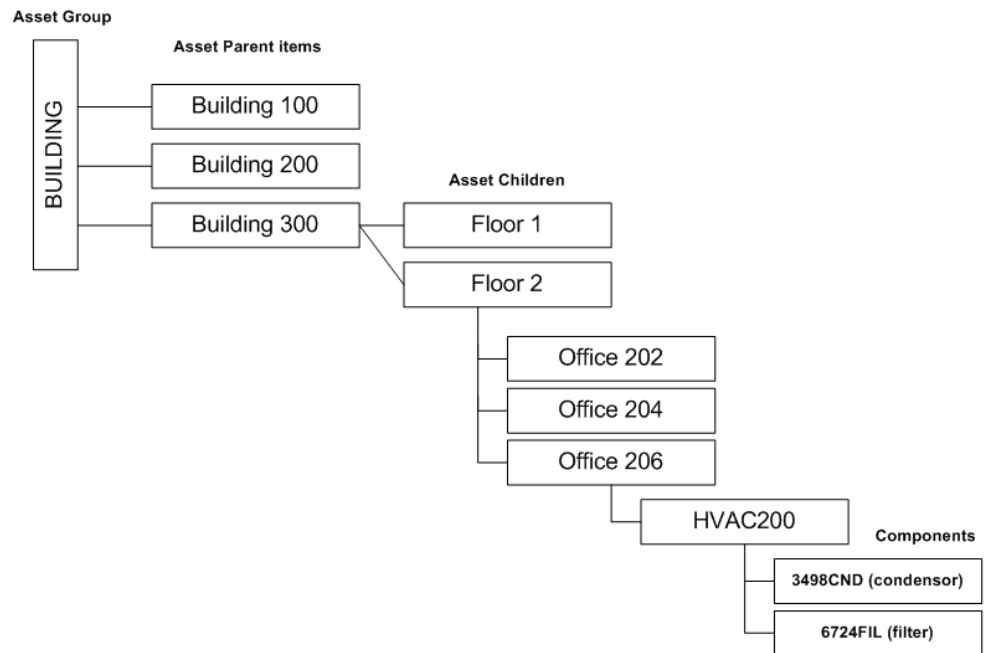 Asset Group
Asset Parent items
BUILDING
Building 100
Building 200
Building 300
Asset Children
Floor 1
Floor 2
Office 202
Office 204
Office 206
HVAC200
Components
3498CND (condensor)
6724FIL (filter)